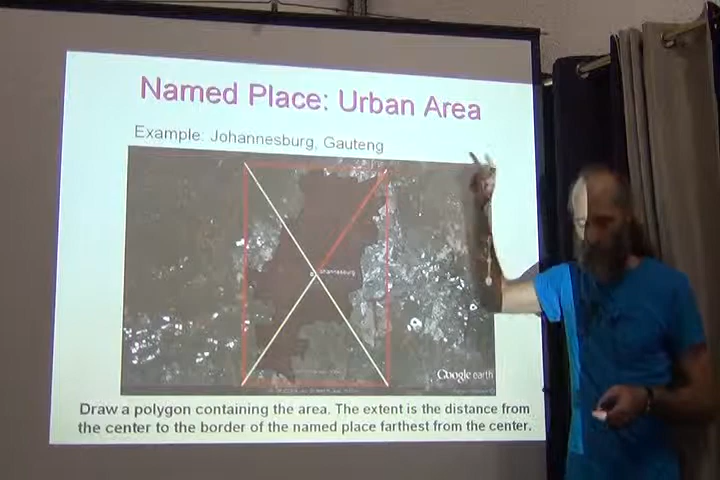 Named Place: Urban Area
Example: Johannesburg, Gauteng
Johannesburg
Google earth
Draw a polygon containing the area. The extent is the distance from
the center to the border of the named place farthest from the center.